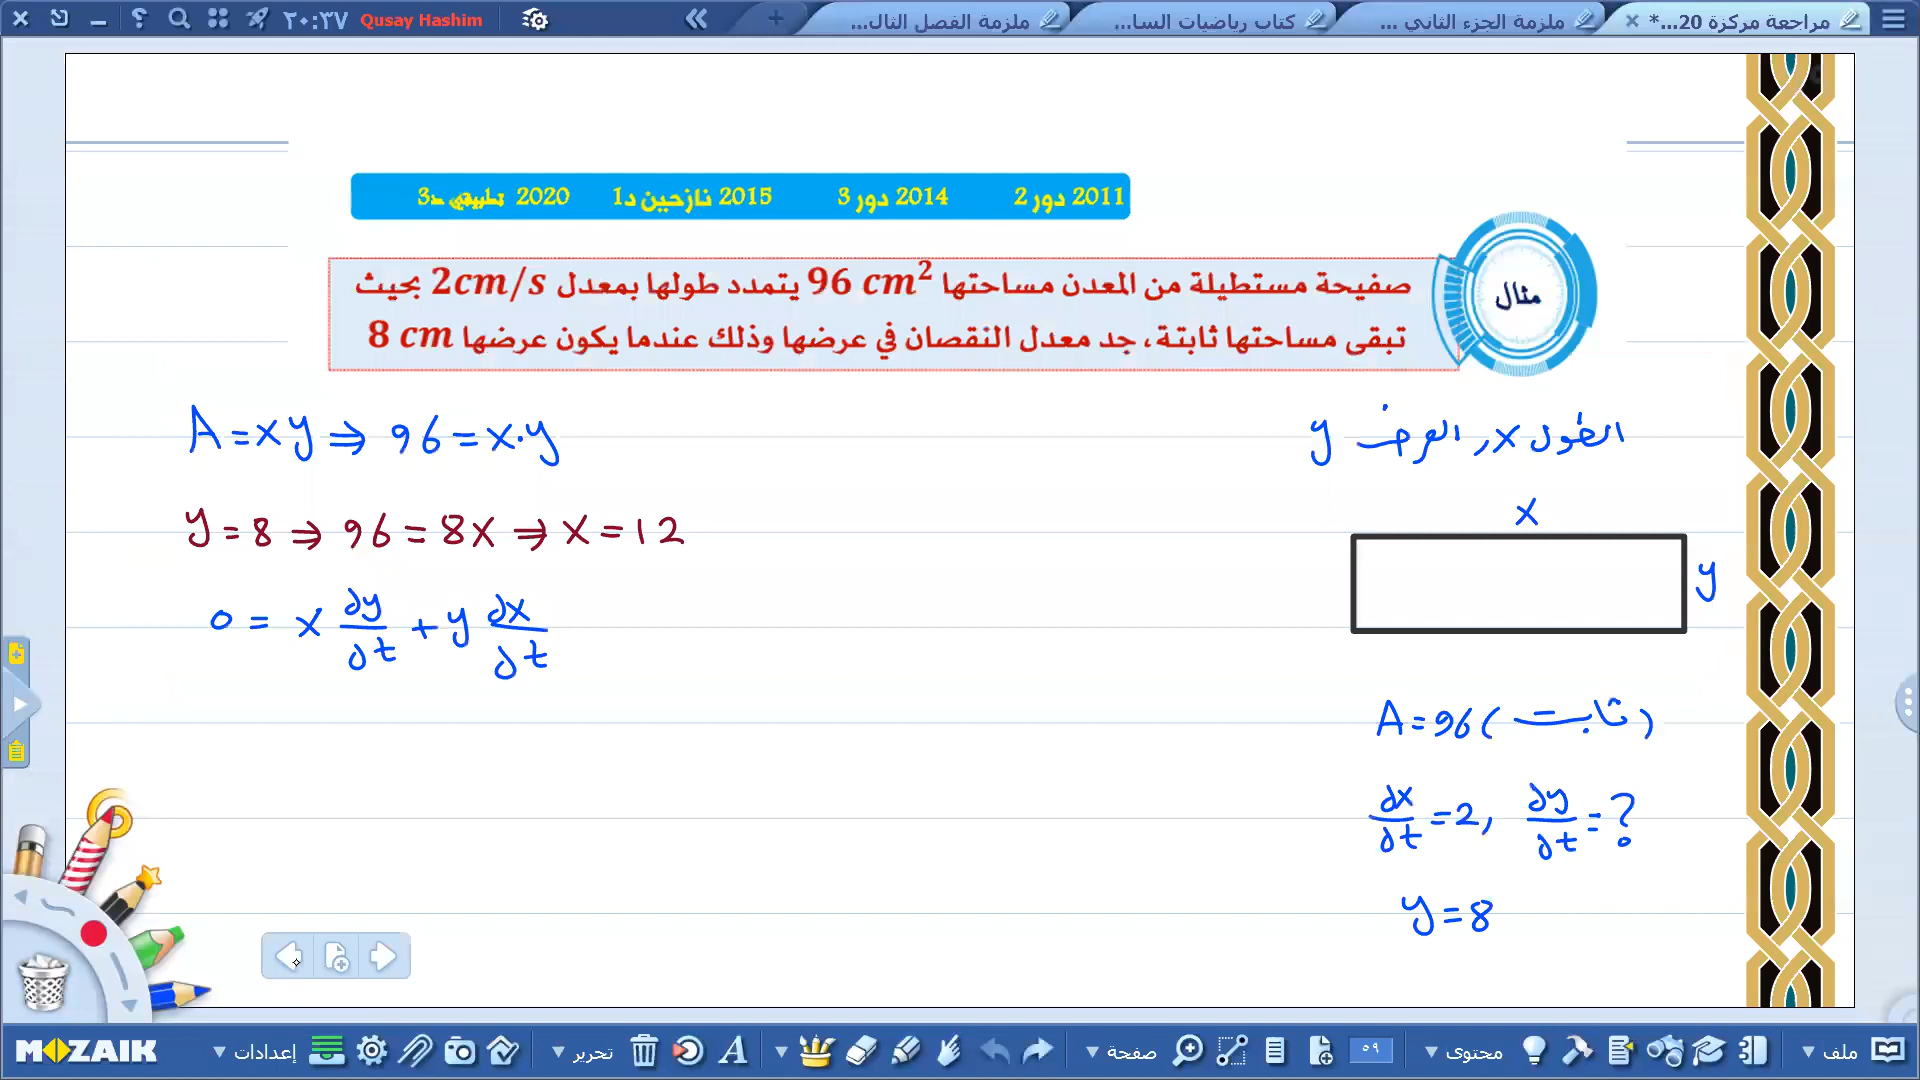 ٢٠:٣٧ Qusay Hashim
مراجعة مركزة 20...*
ملزمة الجزء الثاني ...
كتاب رياضيات السا...
ملزمة الفصل الثال...
2011 دور 2 2014 دور 3 2015 نازحين د1 2020 تطبيقي د3
مثال
صفيحة مستطيلة من المعدن مساحتها 96 cm² يتمدد طولها بمعدل 2cm/s بحيث
تبقى مساحتها ثابتة، جد معدل النقصان في عرضها وذلك عندما يكون عرضها 8 cm
الطول x, العرض y
x
y
A=96 (ثابت)
dx/dt =2, dy/dt =?
y=8
A=xy ⇒ 96=x.y
y=8 ⇒ 96=8x ⇒ x=12
0= x dy/dt + y dx/dt
MOZAIK
إعدادات
تحرير
صفحة
٥٩
محتوى
ملف